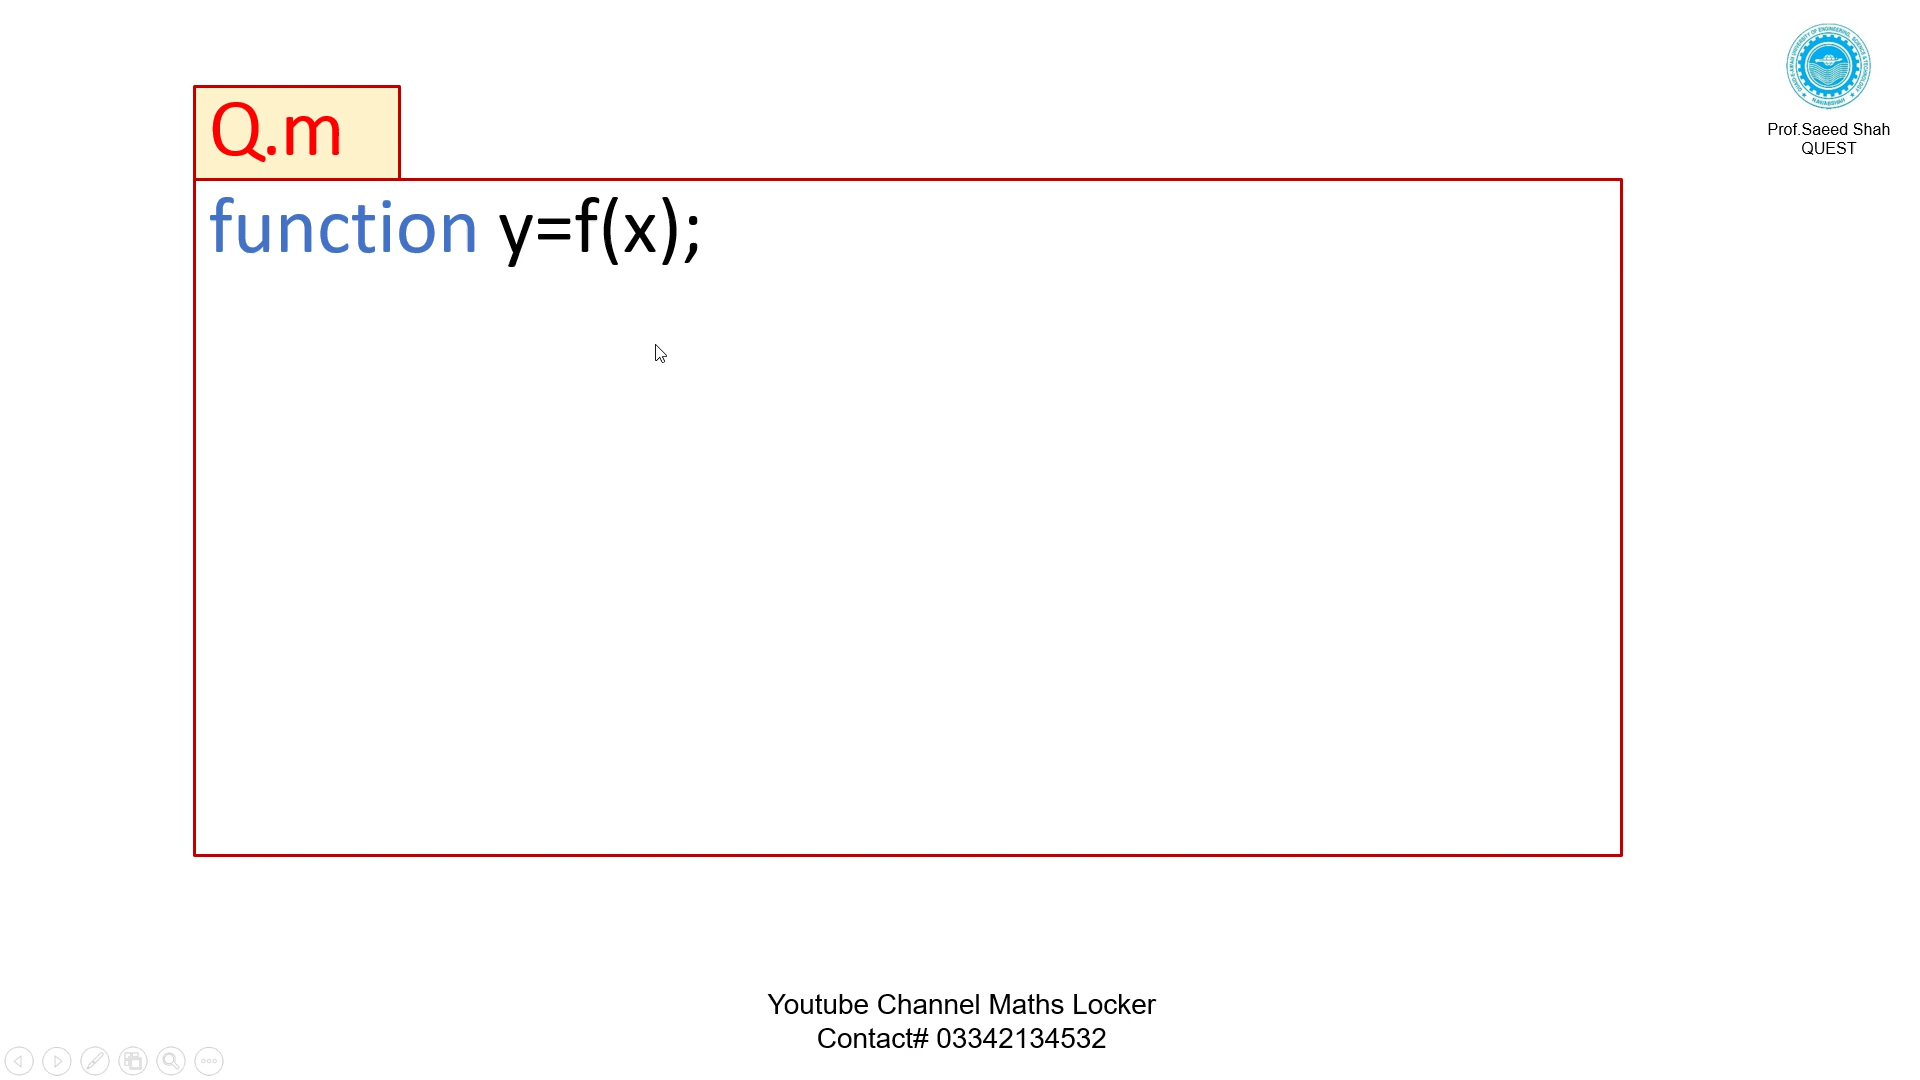 Prof.Saeed Shah
QUEST
Q.m
function y=f(x);
Youtube Channel Maths Locker
Contact# 03342134532